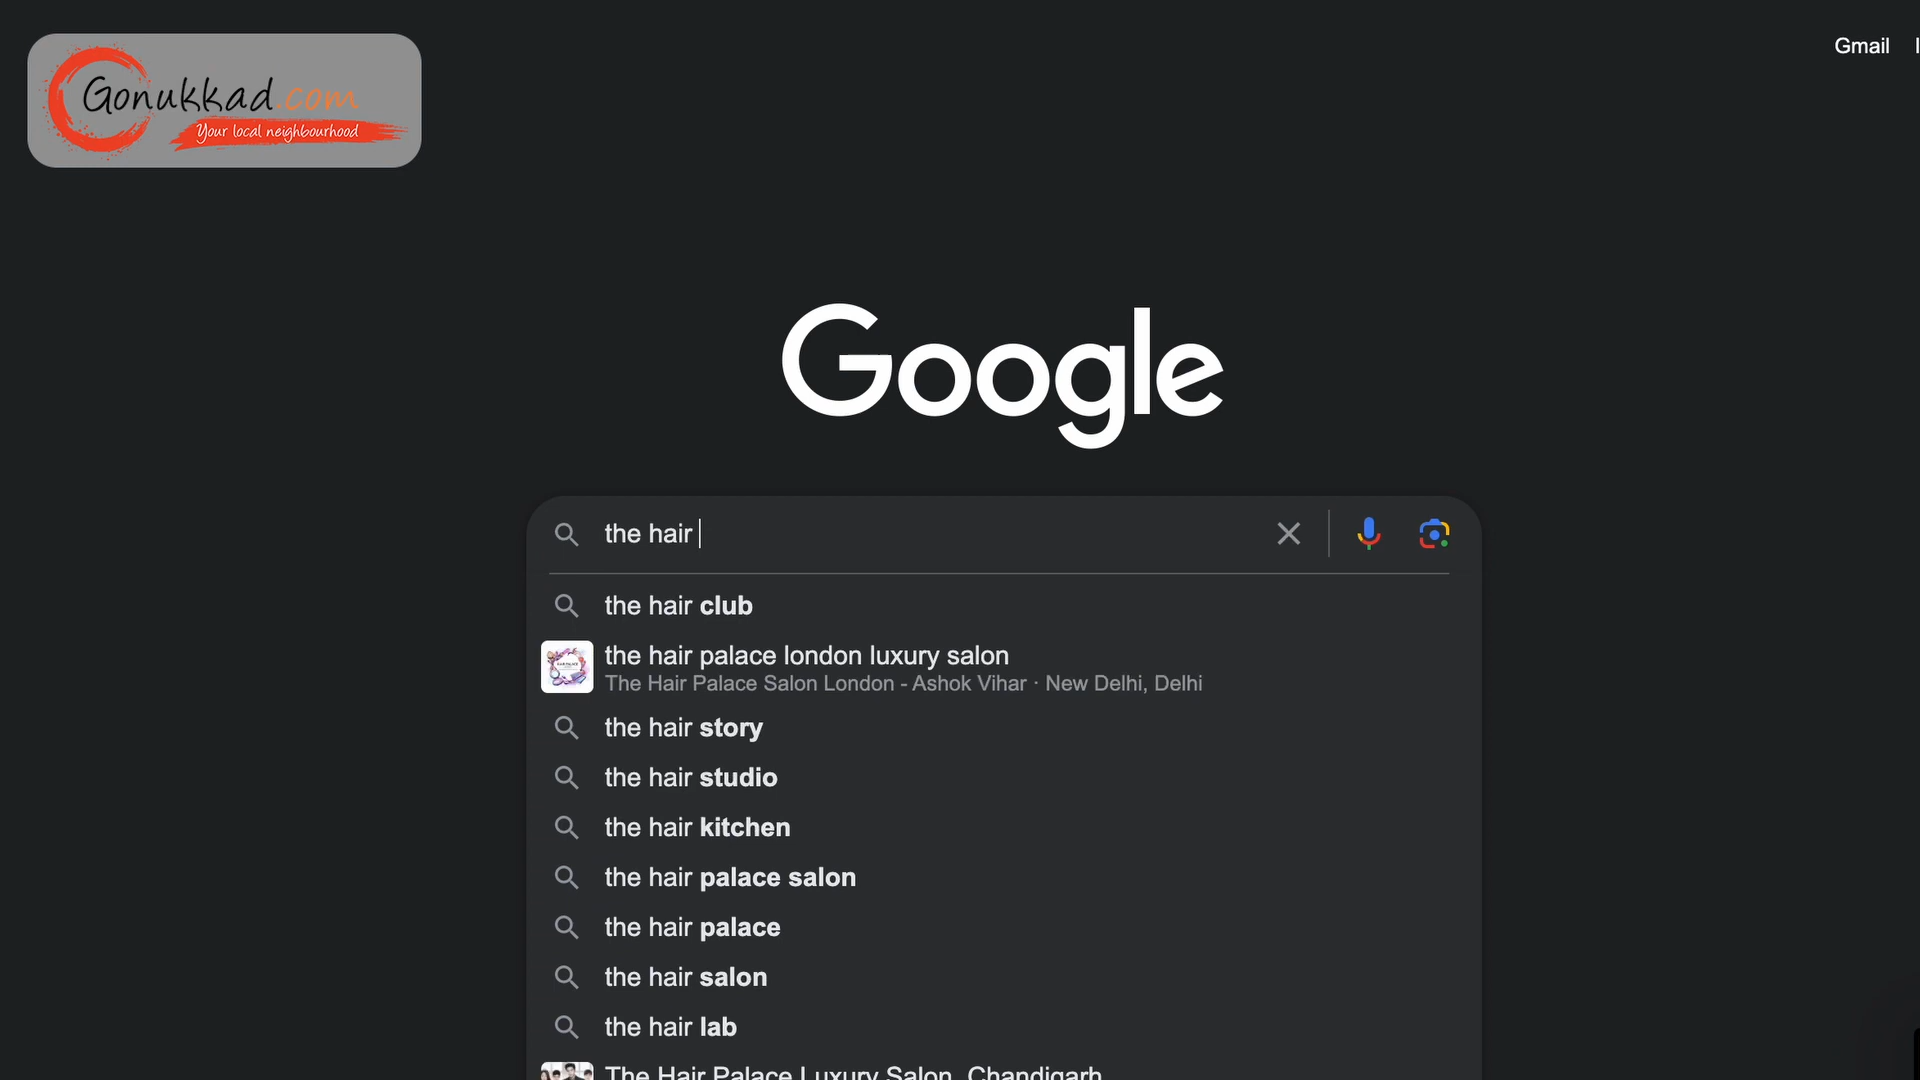 Gonukkad.com
Your local neighbourhood
Gmail
Google
the hair
the hair club
the hair palace london luxury salon
The Hair Palace Salon London - Ashok Vihar · New Delhi, Delhi
the hair story
the hair studio
the hair kitchen
the hair palace salon
the hair palace
the hair salon
the hair lab
The Hair Palace Luxury Salon, Chandigarh